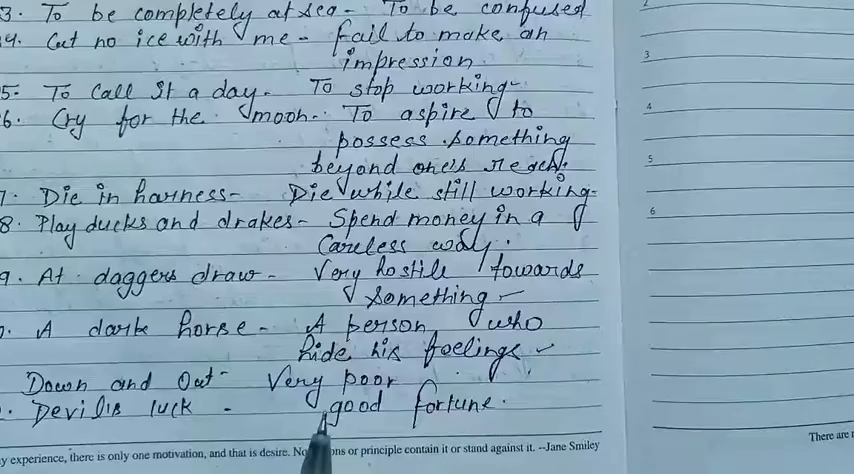 3. To be completely at sea - To be confused
4. Cut no ice with me - fail to make an
impression
5. To Call It a day. To stop working
6. Cry for the moon. To aspire to
possess something
beyond one's reach.
7. Die in harness - Die while still working
8. Play ducks and drakes - Spend money in a
Careless way.
9. At daggers draw - Very hostile towards
something
0. A dark horse - A person who
hide his feelings
Down and Out - Very poor
. Devil's luck - good fortune.
y experience, there is only one motivation, and that is desire. No ons or principle contain it or stand against it. --Jane Smiley
2
3
4
5
6
There are